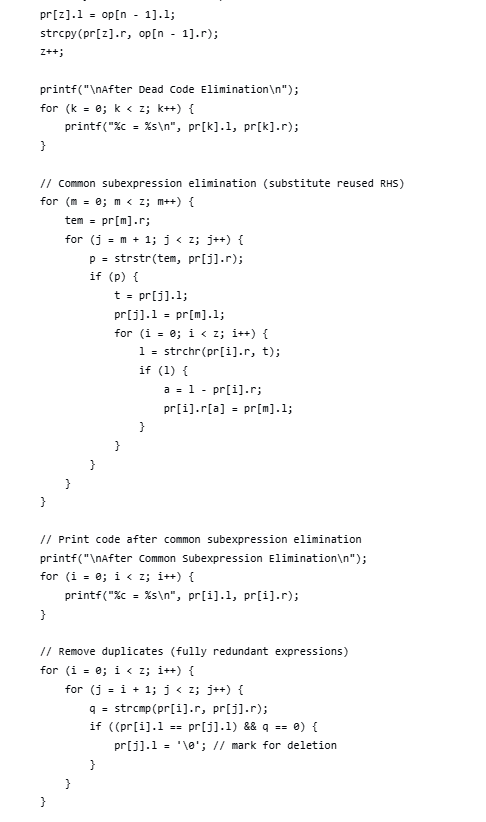 pr[z].l = op[n - 1].l;
strcpy(pr[z].r, op[n - 1].r);
z++;

printf("\nAfter Dead Code Elimination\n");
for (k = 0; k < z; k++) {
    printf("%c = %s\n", pr[k].l, pr[k].r);
}

// Common subexpression elimination (substitute reused RHS)
for (m = 0; m < z; m++) {
    tem = pr[m].r;
    for (j = m + 1; j < z; j++) {
        p = strstr(tem, pr[j].r);
        if (p) {
            t = pr[j].l;
            pr[j].l = pr[m].l;
            for (i = 0; i < z; i++) {
                l = strchr(pr[i].r, t);
                if (l) {
                    a = l - pr[i].r;
                    pr[i].r[a] = pr[m].l;
                }
            }
        }
    }
}

// Print code after common subexpression elimination
printf("\nAfter Common Subexpression Elimination\n");
for (i = 0; i < z; i++) {
    printf("%c = %s\n", pr[i].l, pr[i].r);
}

// Remove duplicates (fully redundant expressions)
for (i = 0; i < z; i++) {
    for (j = i + 1; j < z; j++) {
        q = strcmp(pr[i].r, pr[j].r);
        if ((pr[i].l == pr[j].l) && q == 0) {
            pr[j].l = '\0'; // mark for deletion
        }
    }
}